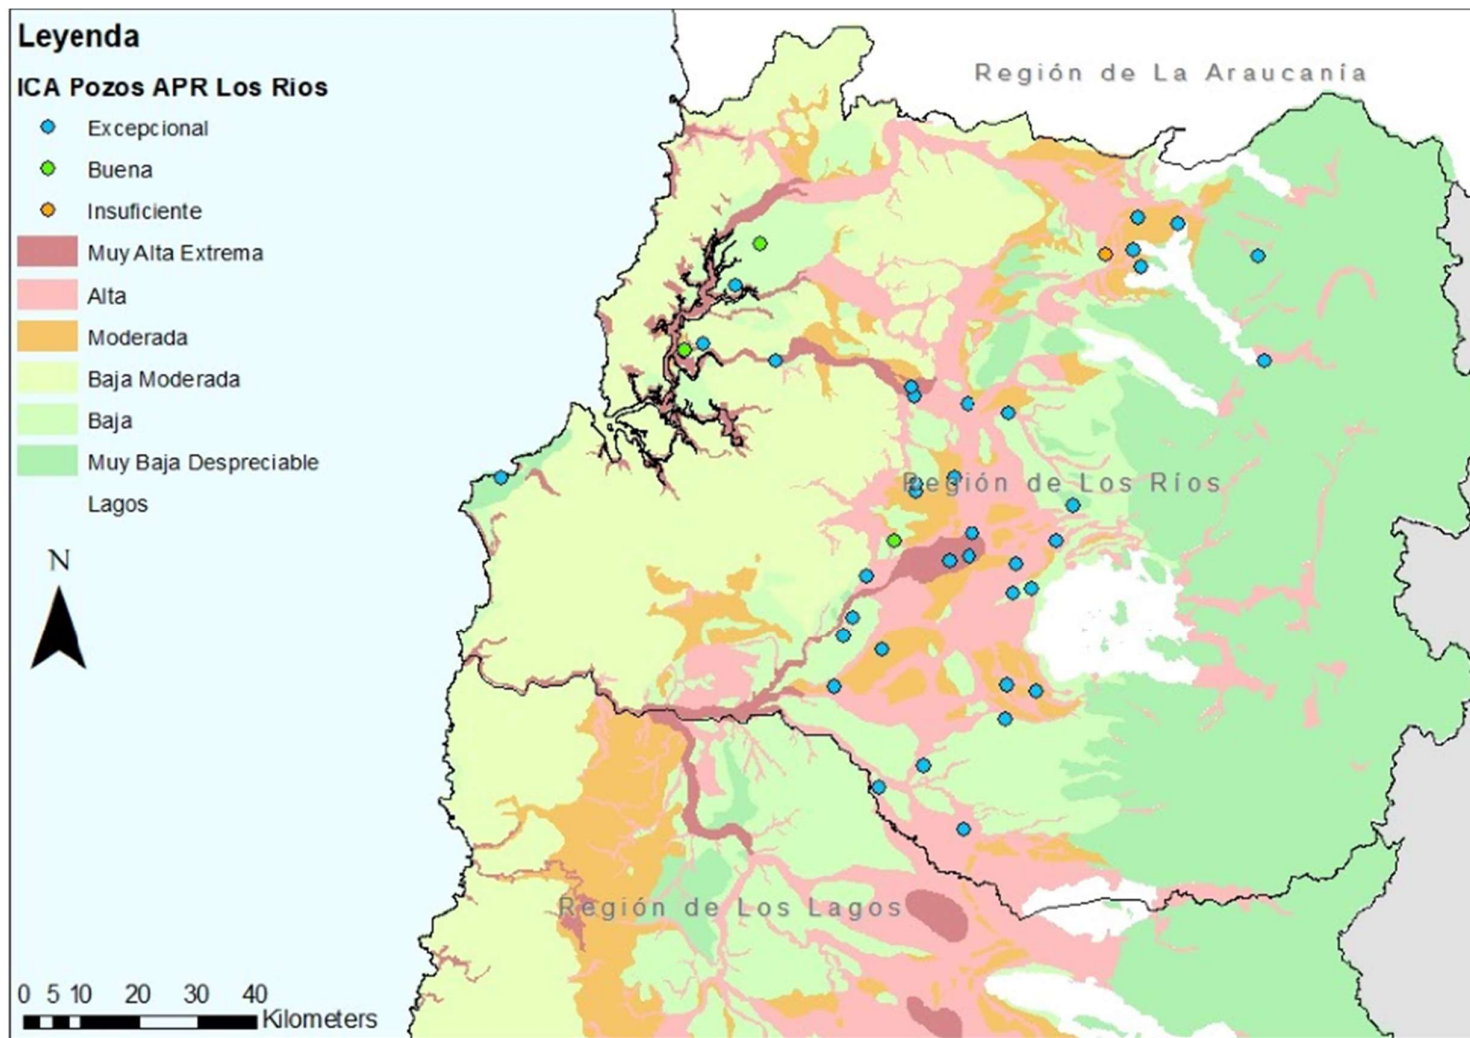 Leyenda
ICA Pozos APR Los Rios
Excepcional
Buena
Insuficiente
Muy Alta Extrema
Alta
Moderada
Baja Moderada
Baja
Muy Baja Despreciable
Lagos
N
0 5 10 20 30 40
Kilometers
Región de La Araucanía
Región de Los Ríos
Región de Los Lagos